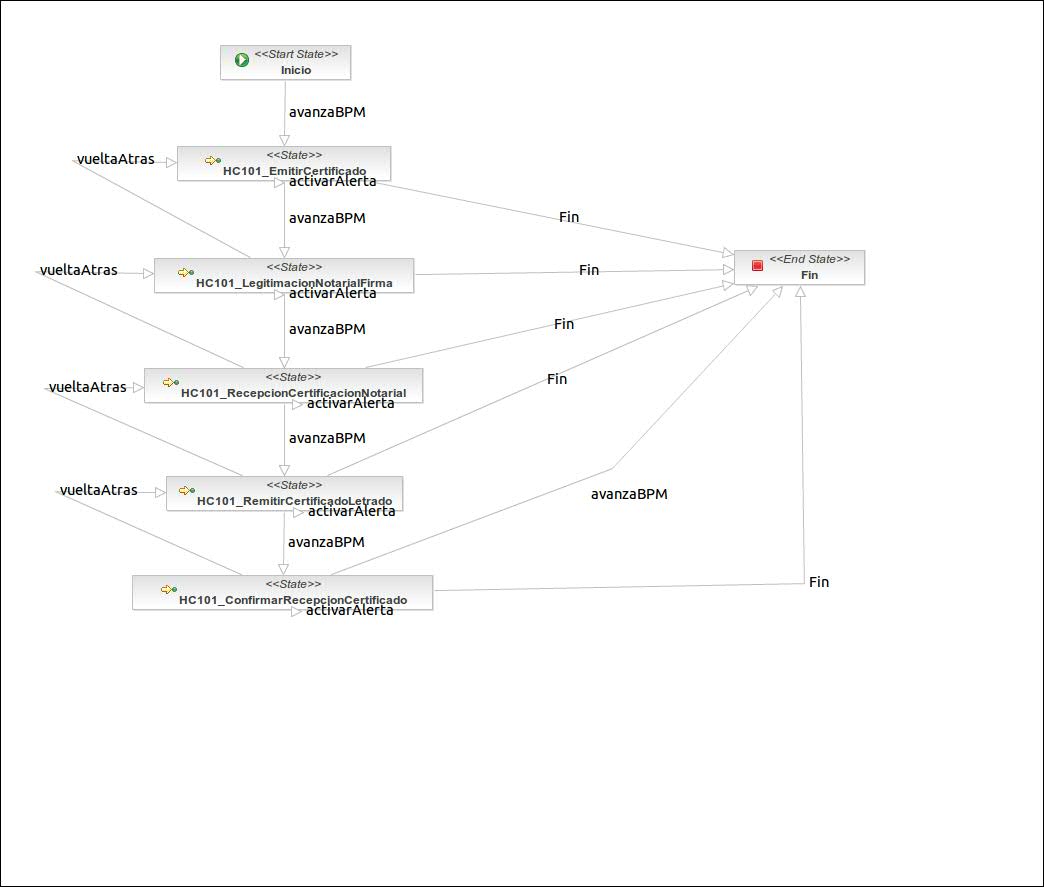 <<Start State>>
Inicio
avanzaBPM
<<State>>
vueltaAtras
HC101_EmitirCertificado
activarAlerta
avanzaBPM
Fin
<<End State>>
Fin
<<State>>
vueltaAtras
Fin
HC101_LegitimacionNotarialFirma
activarAlerta
avanzaBPM
Fin
<<State>>
Fin
vueltaAtras
HC101_RecepcionCertificacionNotarial
activarAlerta
avanzaBPM
<<State>>
vueltaAtras
avanzaBPM
HC101_RemitirCertificadoLetrado
activarAlerta
avanzaBPM
<<State>>
Fin
HC101_ConfirmarRecepcionCertificado
activarAlerta